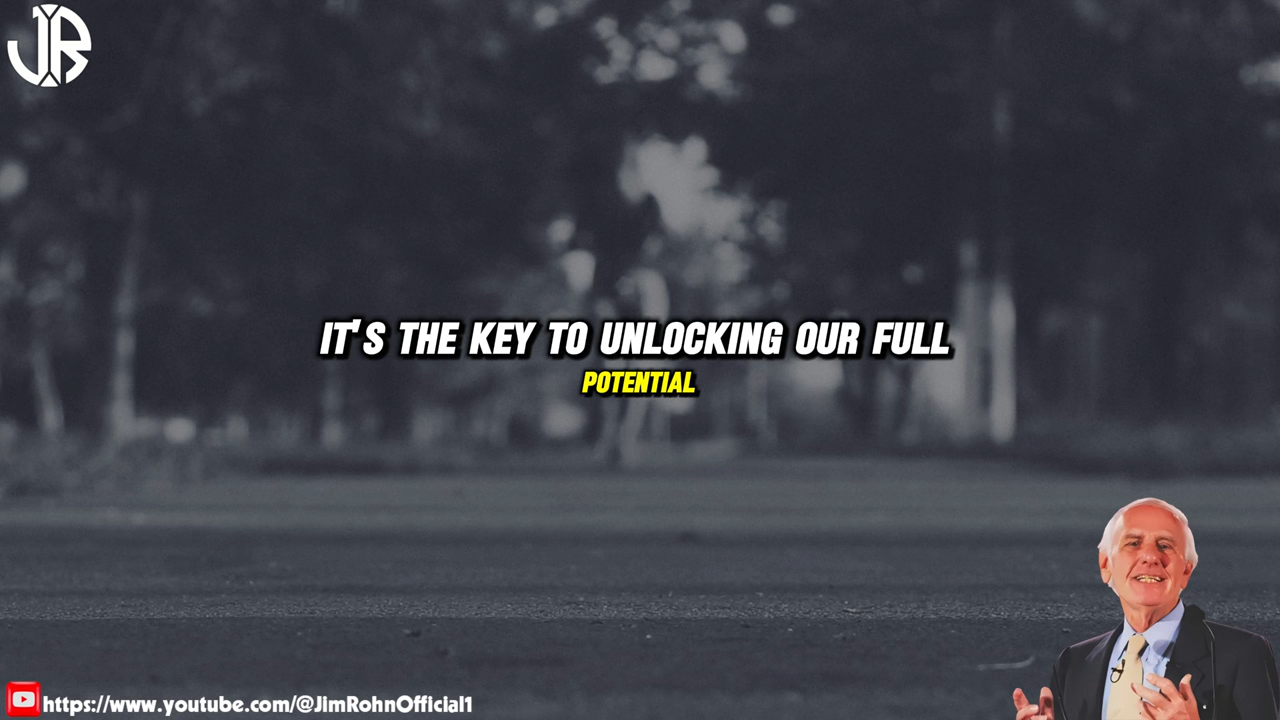 JR
IT'S THE KEY TO UNLOCKING OUR FULL
POTENTIAL
https://www.youtube.com/@JimRohnOfficial1